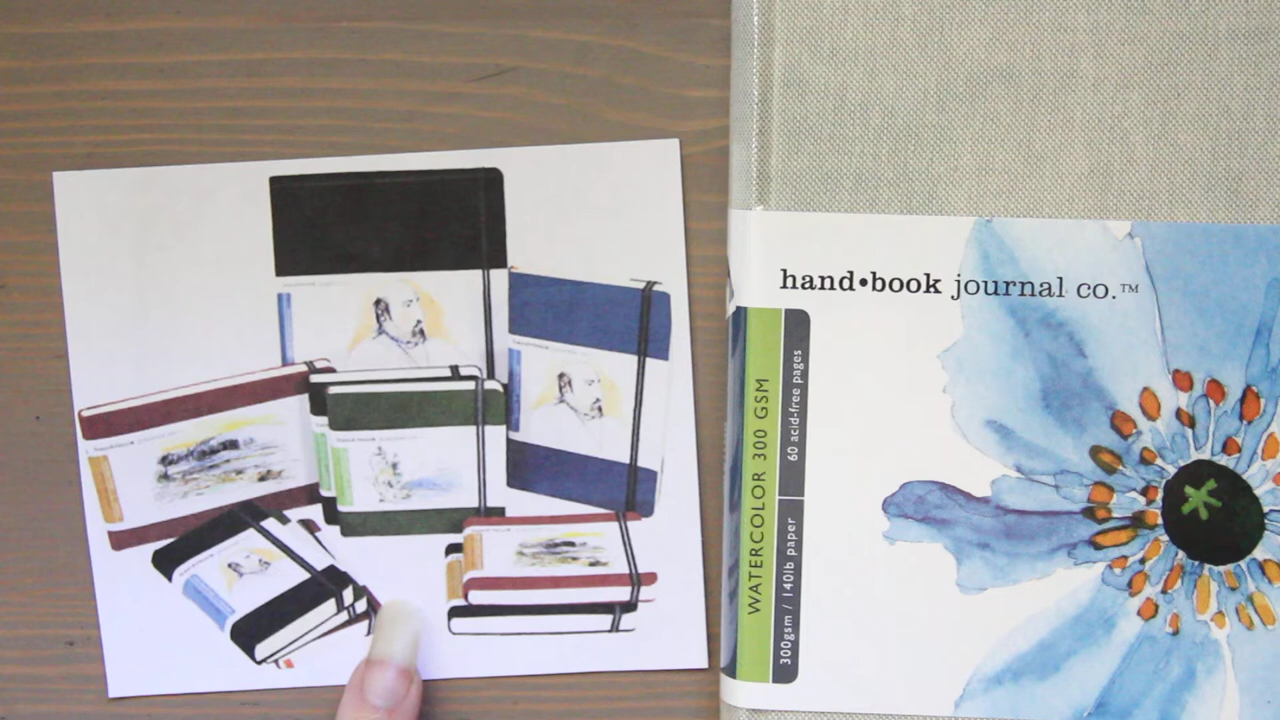 hand•book journal co.™
WATERCOLOR 300 GSM
300gsm / 140lb paper
60 acid-free pages